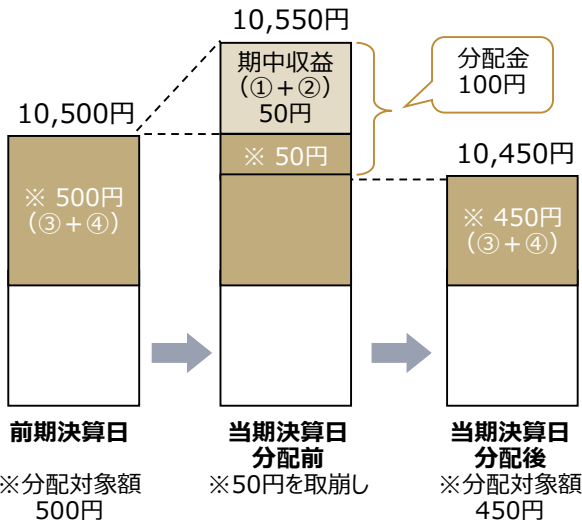 10,550円
期中収益
（①＋②）
50円
分配金
100円
10,500円
※ 50円
10,450円
※ 500円
（③＋④）
※ 450円
（③＋④）
前期決算日
当期決算日
分配前
当期決算日
分配後
※分配対象額
500円
※50円を取崩し
※分配対象額
450円